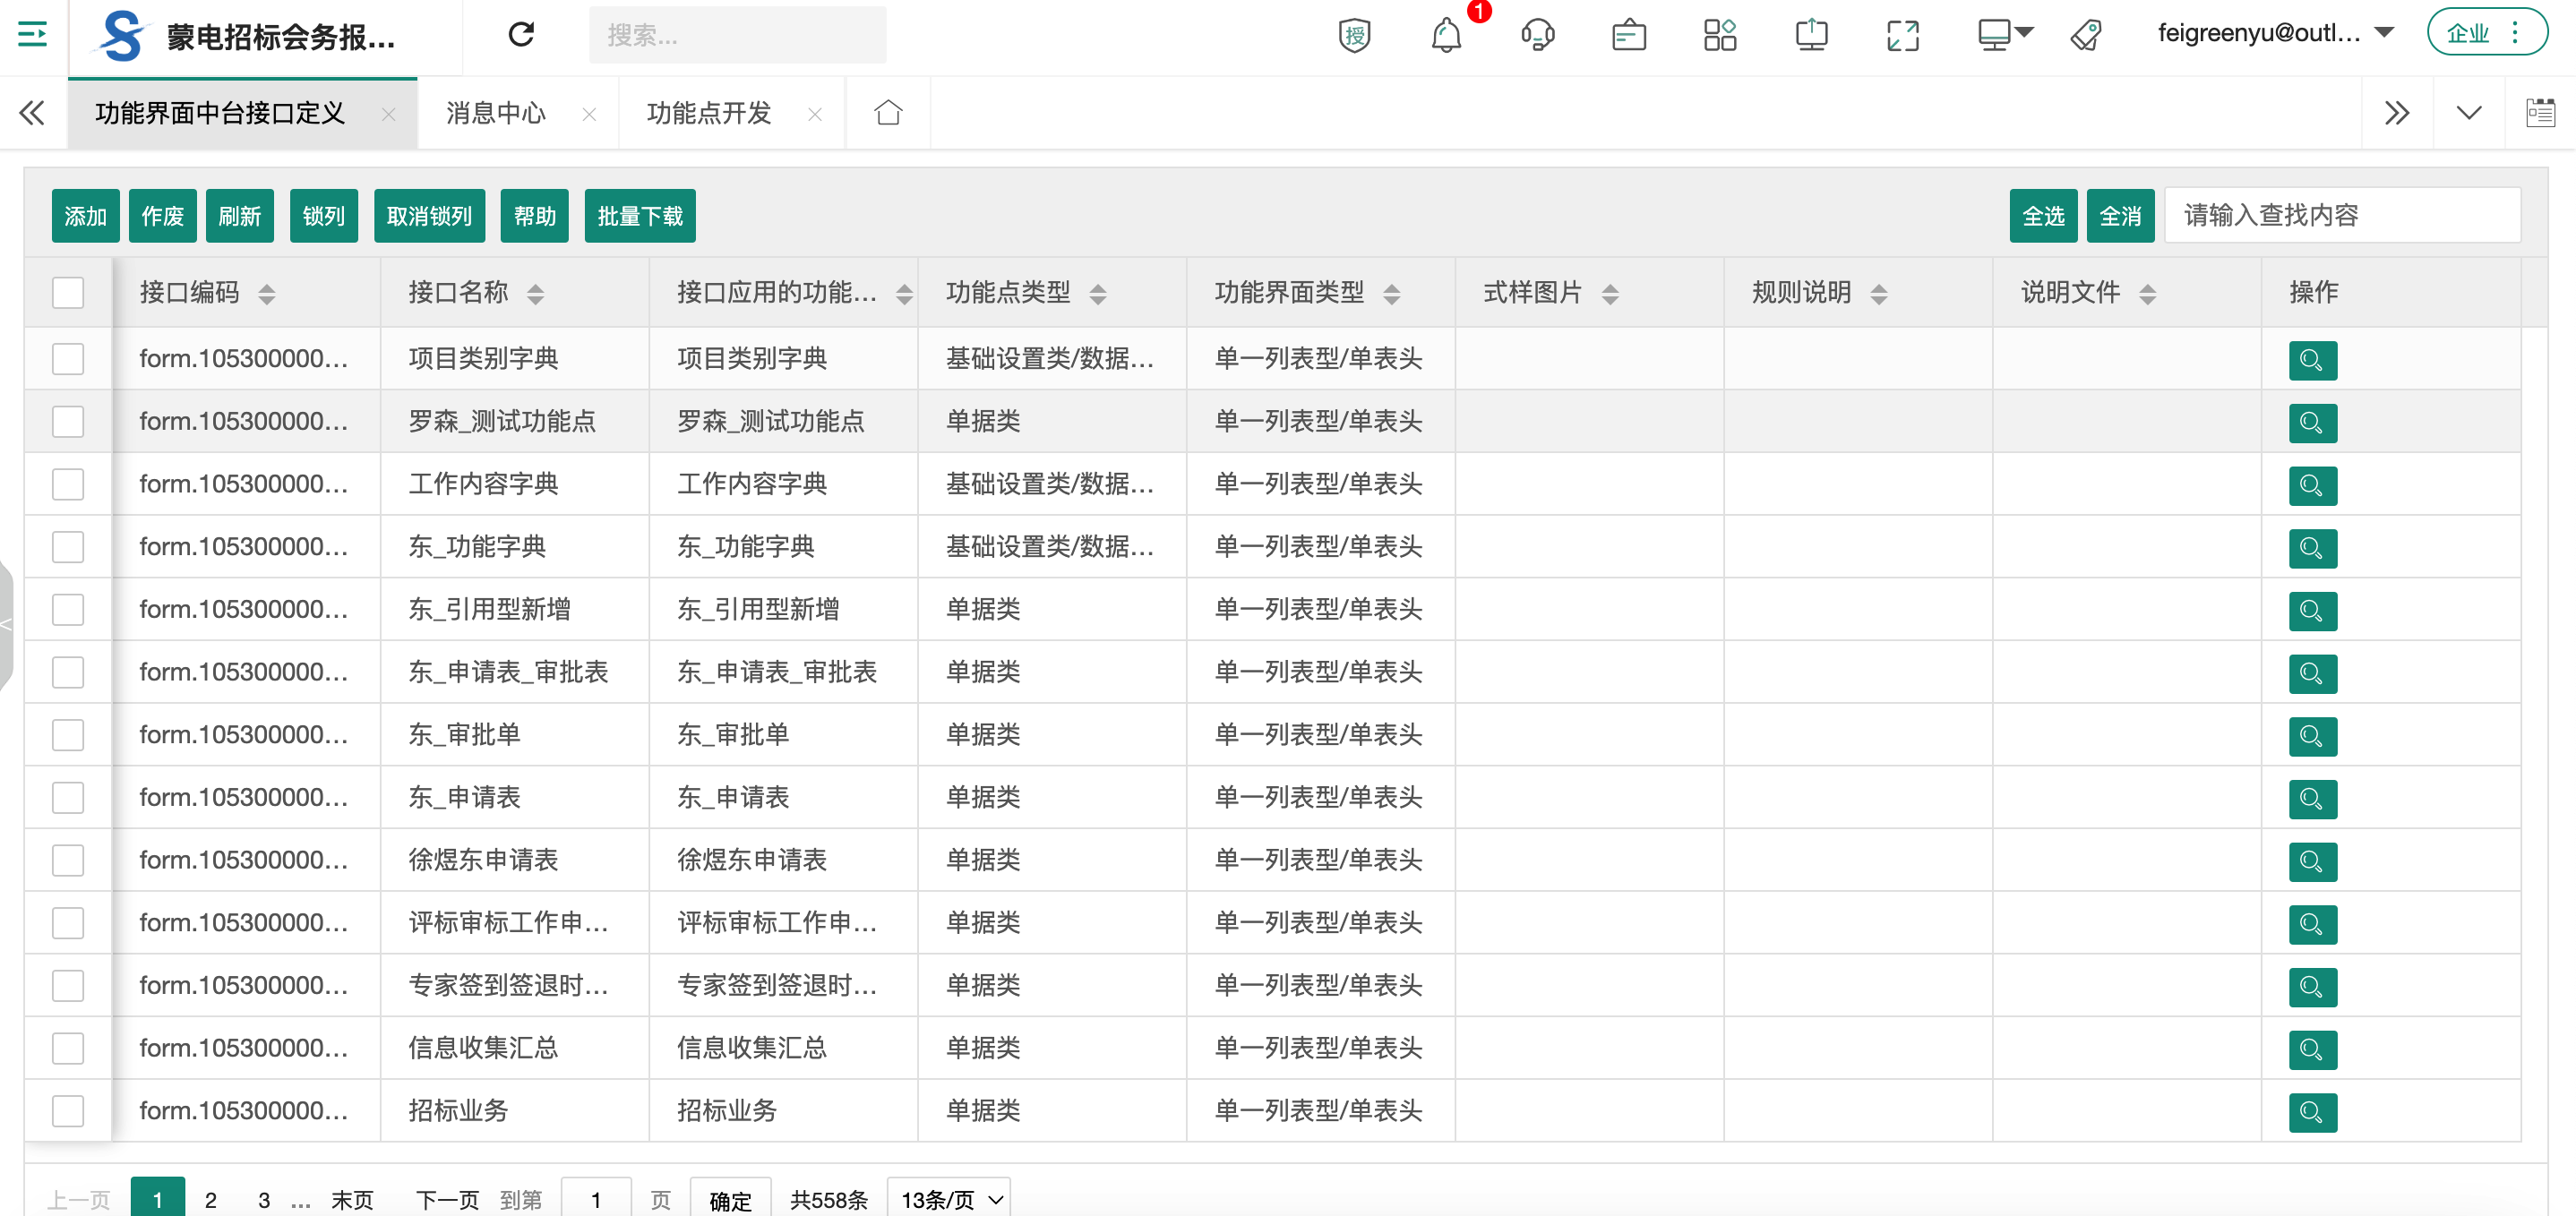 蒙电招标会务报... 搜索... 授 1 feigreenyu@outl... 企业
功能界面中台接口定义 消息中心 功能点开发
添加 作废 刷新 锁列 取消锁列 帮助 批量下载 全选 全消 请输入查找内容
接口编码 接口名称 接口应用的功能... 功能点类型 功能界面类型 式样图片 规则说明 说明文件 操作
form.105300000... 项目类别字典 项目类别字典 基础设置类/数据... 单一列表型/单表头
form.105300000... 罗森_测试功能点 罗森_测试功能点 单据类 单一列表型/单表头
form.105300000... 工作内容字典 工作内容字典 基础设置类/数据... 单一列表型/单表头
form.105300000... 东_功能字典 东_功能字典 基础设置类/数据... 单一列表型/单表头
form.105300000... 东_引用型新增 东_引用型新增 单据类 单一列表型/单表头
form.105300000... 东_申请表_审批表 东_申请表_审批表 单据类 单一列表型/单表头
form.105300000... 东_审批单 东_审批单 单据类 单一列表型/单表头
form.105300000... 东_申请表 东_申请表 单据类 单一列表型/单表头
form.105300000... 徐煜东申请表 徐煜东申请表 单据类 单一列表型/单表头
form.105300000... 评标审标工作申... 评标审标工作申... 单据类 单一列表型/单表头
form.105300000... 专家签到签退时... 专家签到签退时... 单据类 单一列表型/单表头
form.105300000... 信息收集汇总 信息收集汇总 单据类 单一列表型/单表头
form.105300000... 招标业务 招标业务 单据类 单一列表型/单表头
上一页 1 2 3 ... 末页 下一页 到第 1 页 确定 共558条 13条/页